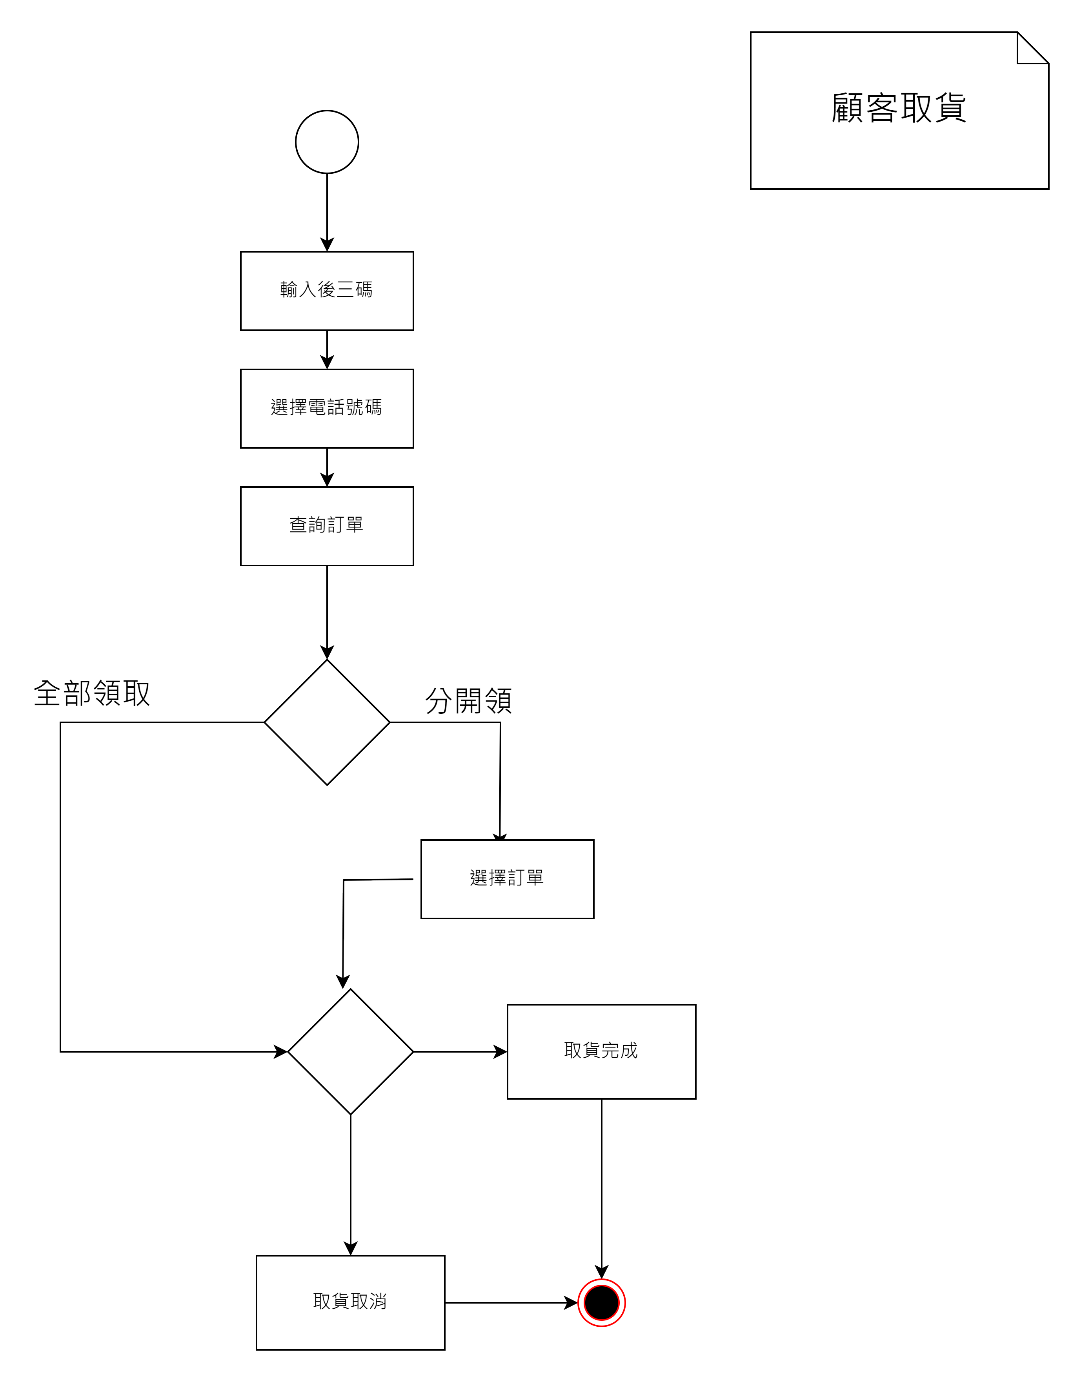 顧客取貨
輸入後三碼
選擇電話號碼
查詢訂單
全部領取
分開領
選擇訂單
取貨完成
取貨取消